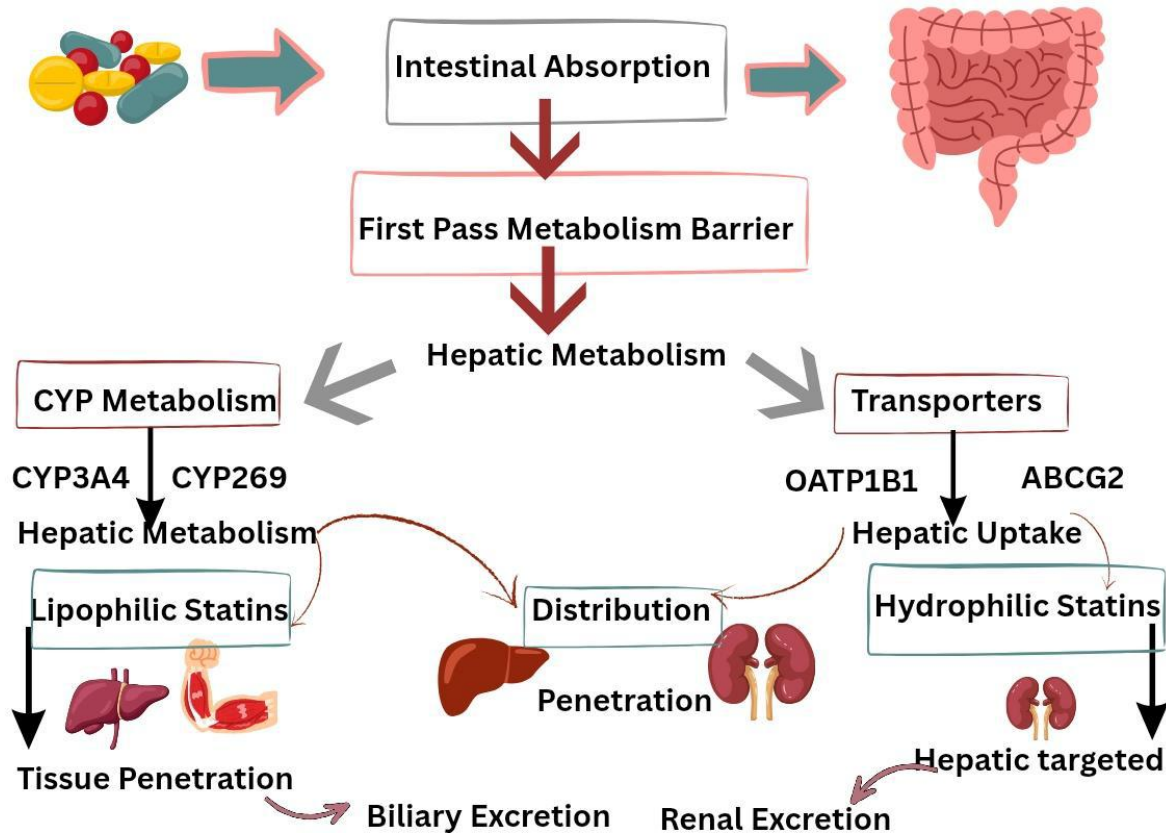 Intestinal Absorption
First Pass Metabolism Barrier
Hepatic Metabolism
CYP Metabolism
Transporters
CYP3A4
CYP269
OATP1B1
ABCG2
Hepatic Metabolism
Hepatic Uptake
Lipophilic Statins
Distribution
Hydrophilic Statins
Penetration
Tissue Penetration
Hepatic targeted
Biliary Excretion
Renal Excretion